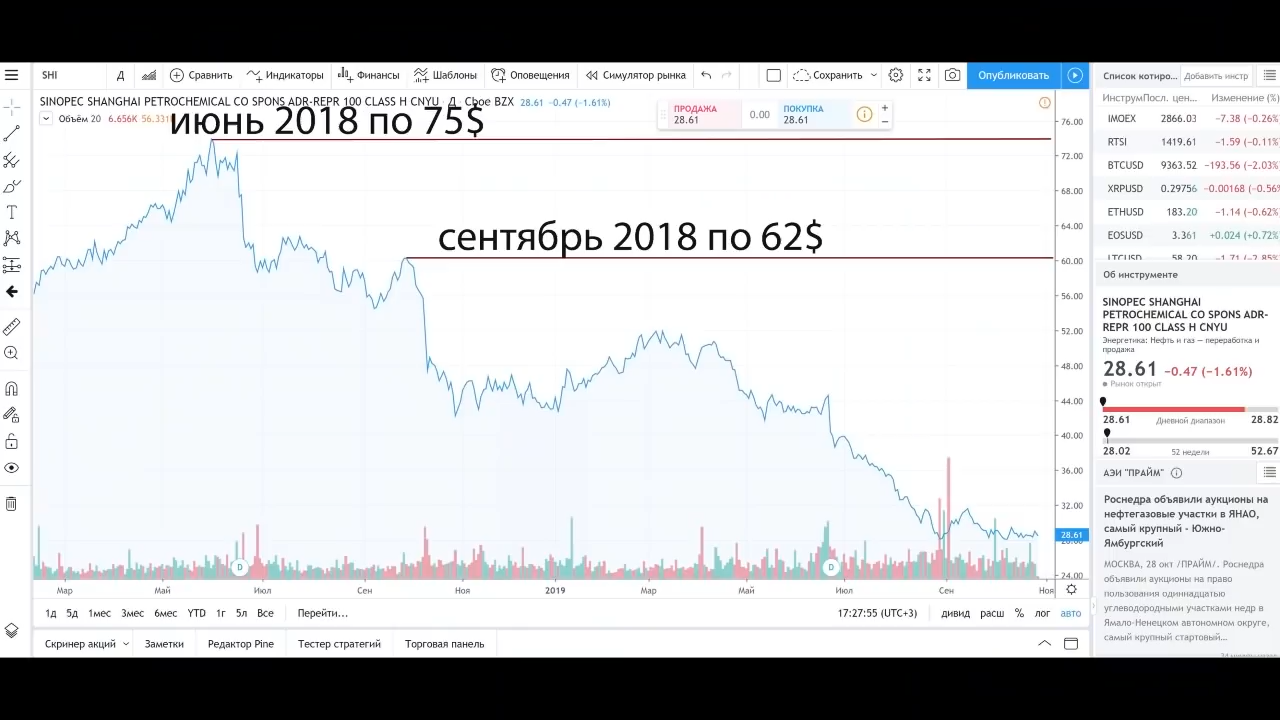 SHI Д Сравнить Индикаторы Финансы Шаблоны Оповещения Симулятор рынка Сохранить Опубликовать
SINOPEC SHANGHAI PETROCHEMICAL CO SPONS ADR-REPR 100 CLASS H CNYU · Д · Cboe BZX 28.61 −0.47 (−1.61%)
Объём 20 6.656K 56.331
ПРОДАЖА
28.61
0.00
ПОКУПКА
28.61
июнь 2018 по 75$
сентябрь 2018 по 62$
76.00
72.00
68.00
64.00
60.00
56.00
52.00
48.00
44.00
40.00
36.00
32.00
28.61
28.00
24.00
D D
Мар Май Июл Сен Ноя 2019 Мар Май Июл Сен Ноя
1д 5д 1мес 3мес 6мес YTD 1г 5л Все Перейти... 17:27:55 (UTC+3) дивид расш % лог авто
Скринер акций Заметки Редактор Pine Тестер стратегий Торговая панель
Список котиро... Добавить инстр
Инструм Посл. цен... Изменение (%)
IMOEX 2866.03 −7.38 (−0.26%)
RTSI 1419.61 −1.59 (−0.11%)
BTCUSD 9363.52 −193.56 (−2.03%)
XRPUSD 0.29756 −0.00168 (−0.56%
ETHUSD 183.20 −1.14 (−0.62%)
EOSUSD 3.361 +0.024 (+0.72%)
LTCUSD 58.20 −1.71 (−2.85%)
Об инструменте
SINOPEC SHANGHAI
PETROCHEMICAL CO SPONS ADR-
REPR 100 CLASS H CNYU
Энергетика: Нефть и газ — переработка и
продажа
28.61 −0.47 (−1.61%)
Рынок открыт
28.61 Дневной диапазон 28.82
28.02 52 недели 52.67
АЭИ "ПРАЙМ"
Роснедра объявили аукционы на
нефтегазовые участки в ЯНАО,
самый крупный - Южно-
Ямбургский
МОСКВА, 28 окт /ПРАЙМ/. Роснедра
объявили аукционы на право
пользования одиннадцатью
углеводородными участками недр в
Ямало-Ненецком автономном округе,
самый крупный стартовый...